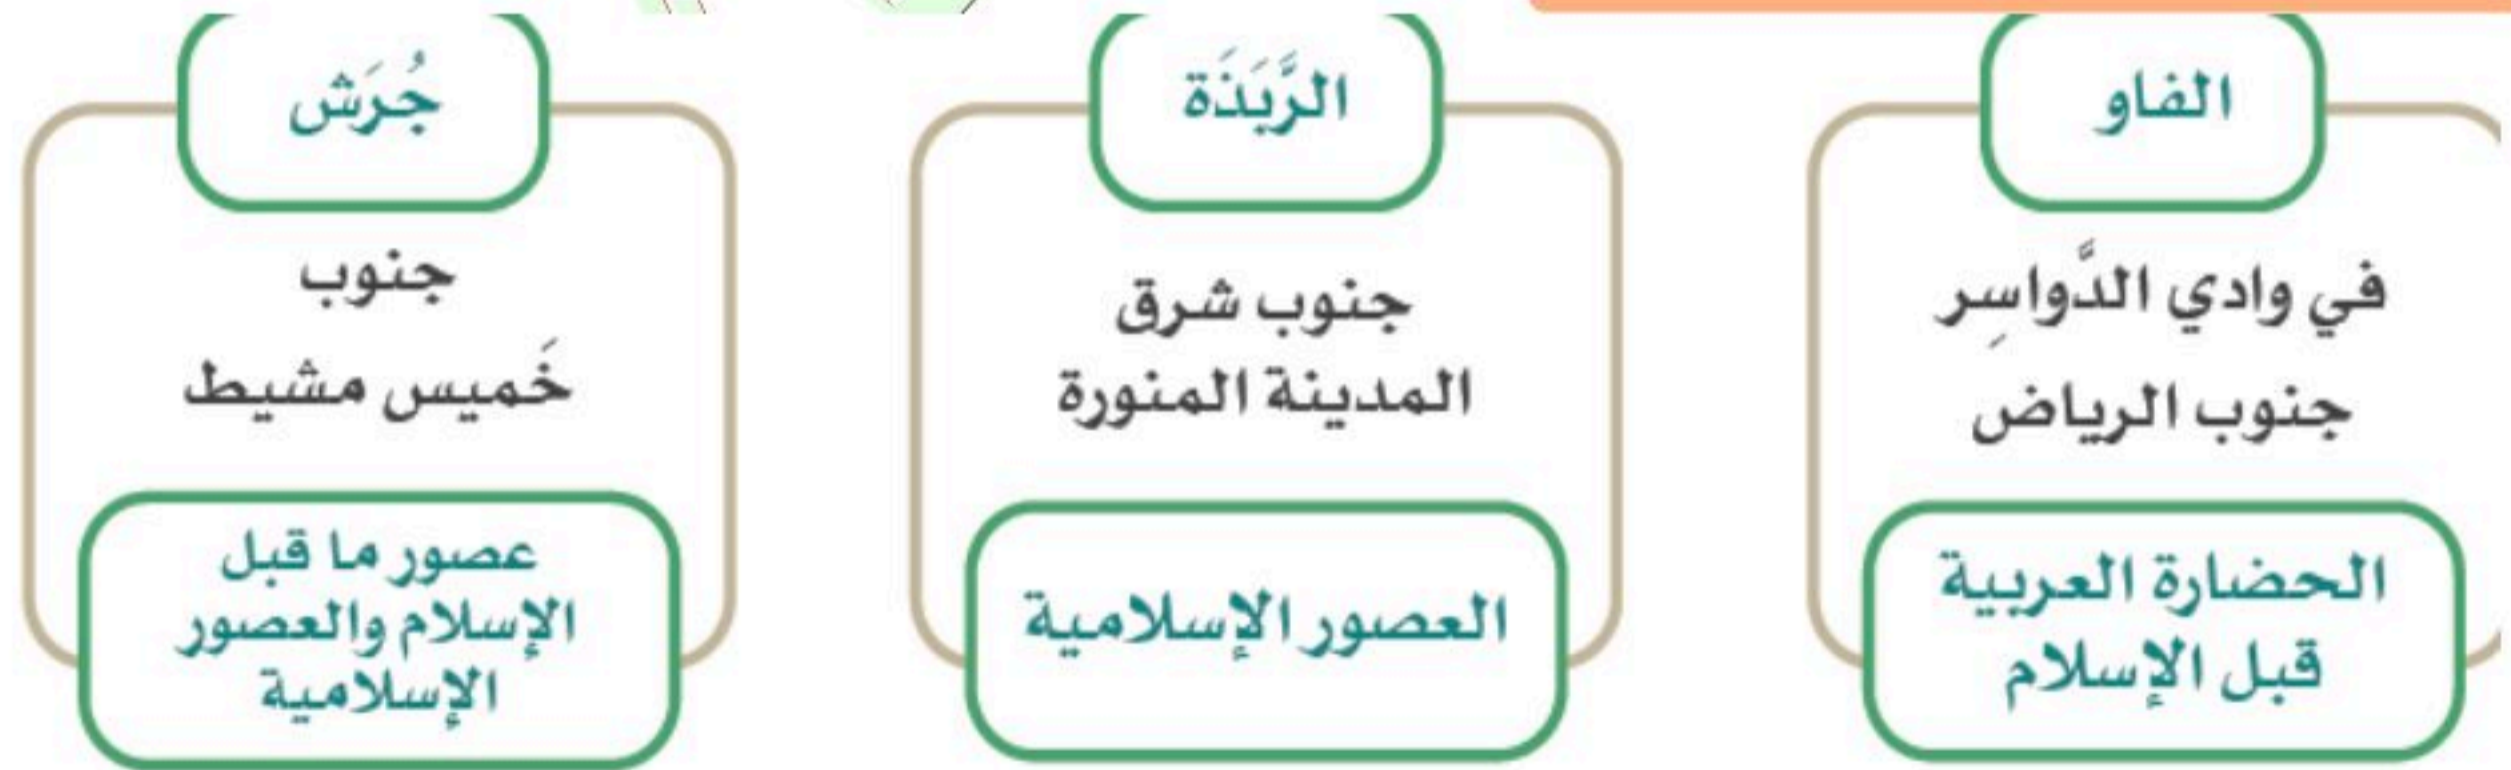 الفاو
في وادي الدَّواسِر
جنوب الرياض
الحضارة العربية
قبل الإسلام
الرَّبَذَة
جنوب شرق
المدينة المنورة
العصور الإسلامية
جُرَش
جنوب
خَميس مشيط
عصور ما قبل
الإسلام والعصور
الإسلامية